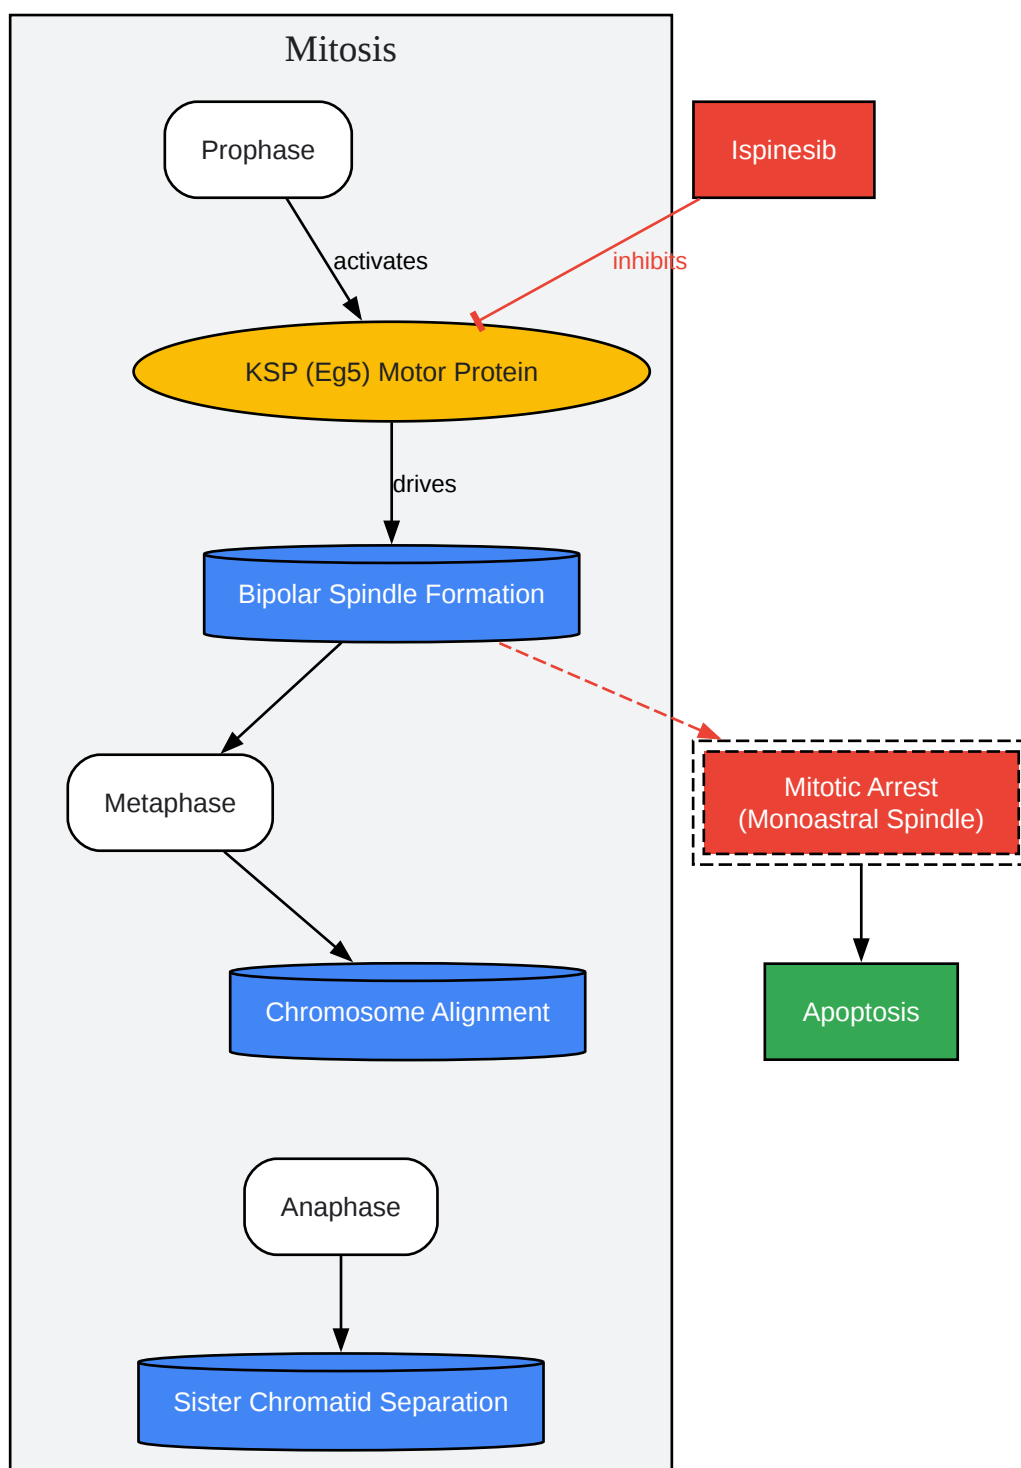 Mitosis
Prophase
Ispinesib
activates
inhibits
KSP (Eg5) Motor Protein
drives
Bipolar Spindle Formation
Metaphase
Mitotic Arrest
(Monoastral Spindle)
Chromosome Alignment
Apoptosis
Anaphase
Sister Chromatid Separation